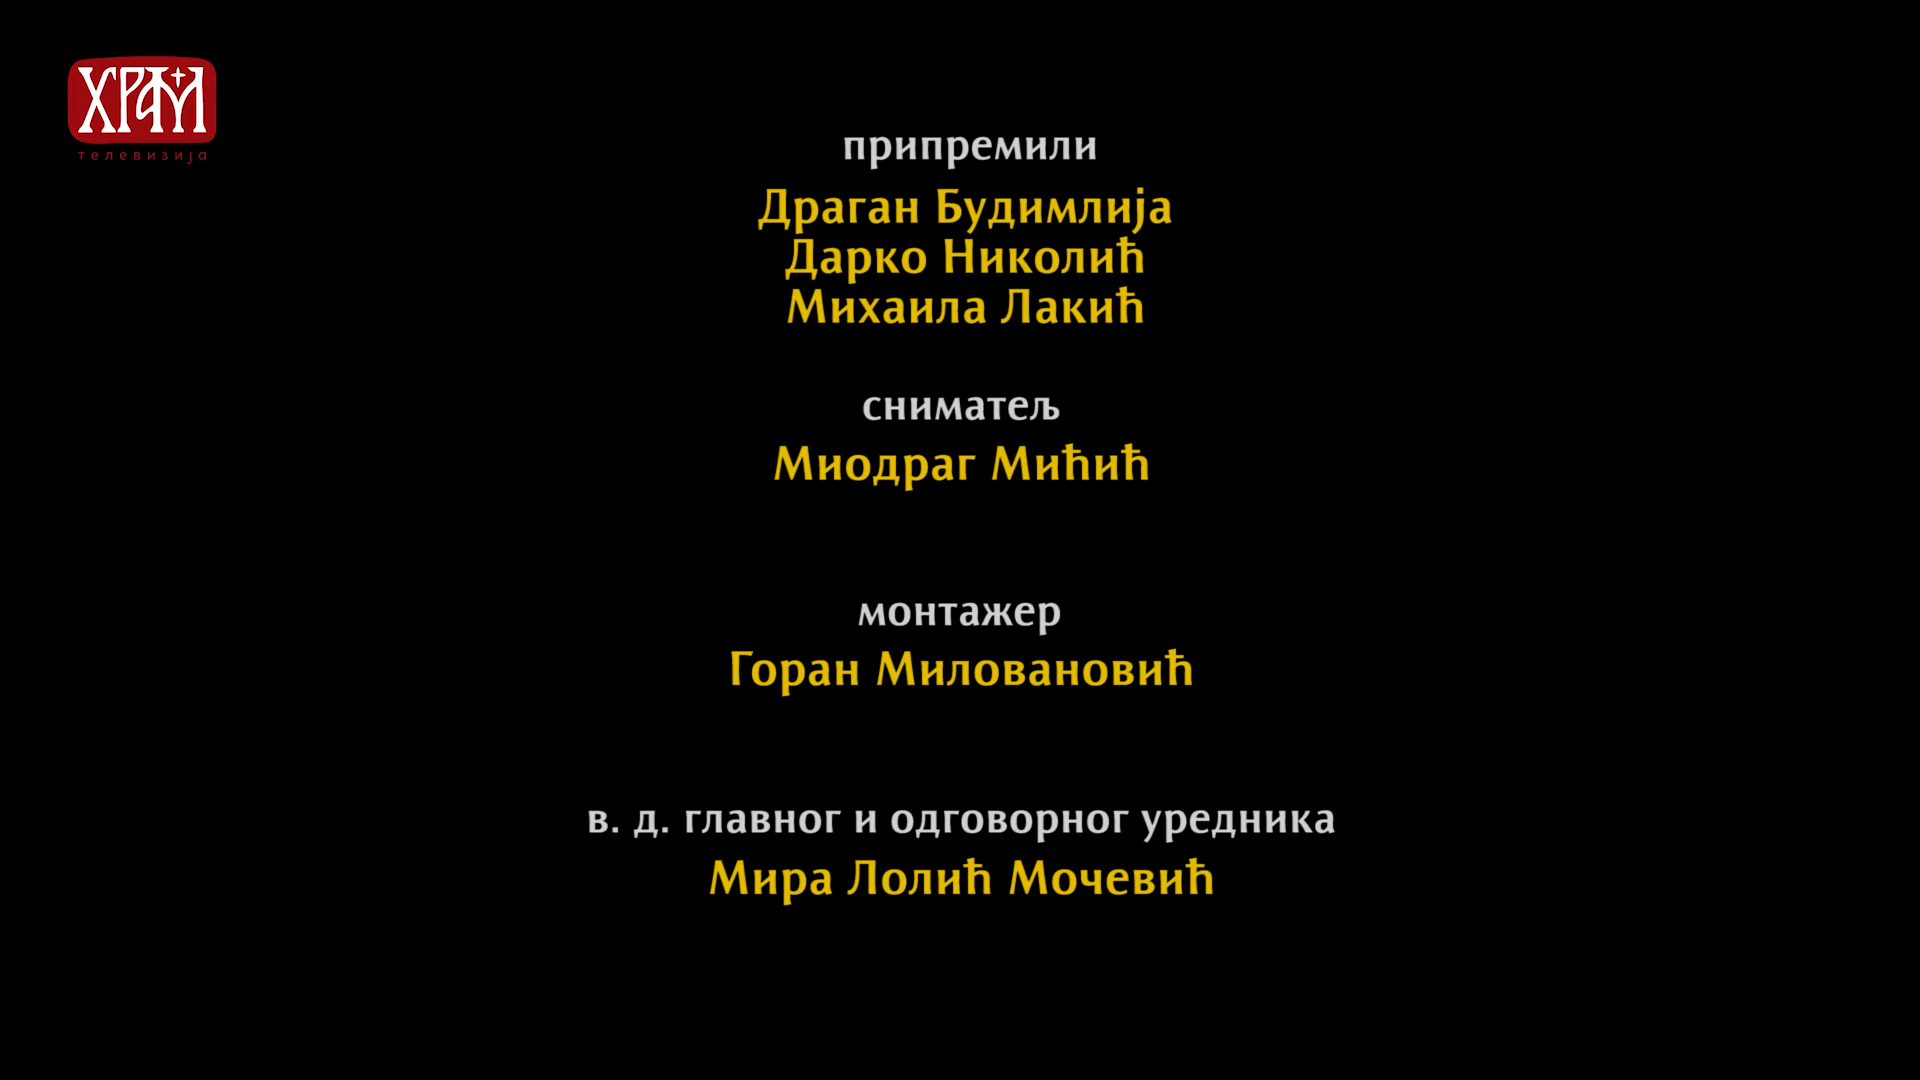 ХРАМ
телевизија
припремили
Драган Будимлија
Дарко Николић
Михаила Лакић
сниматељ
Миодраг Мићић
монтажер
Горан Миловановић
в. д. главног и одговорног уредника
Мира Лолић Мочевић